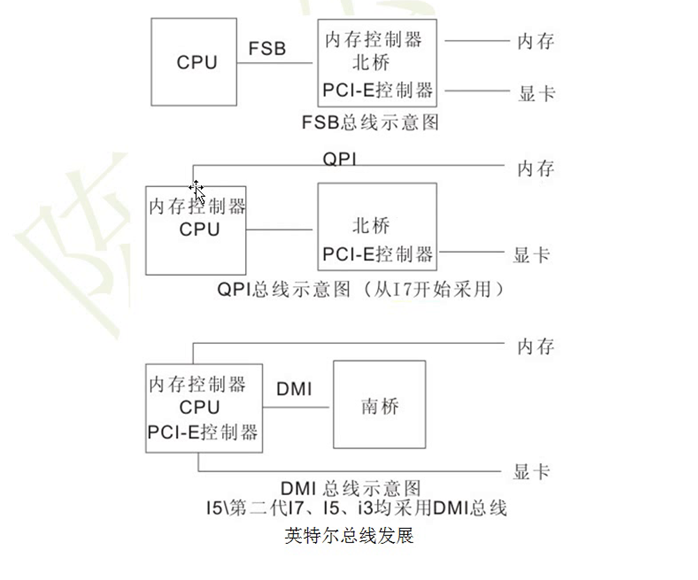 CPU
FSB
内存控制器
北桥
PCI-E控制器
内存
显卡
FSB总线示意图
QPI
内存
内存控制器
CPU
北桥
PCI-E控制器
显卡
QPI总线示意图（从I7开始采用）
内存
内存控制器
CPU
PCI-E控制器
DMI
南桥
显卡
DMI 总线示意图
I5\第二代I7、I5、i3均采用DMI总线
英特尔总线发展